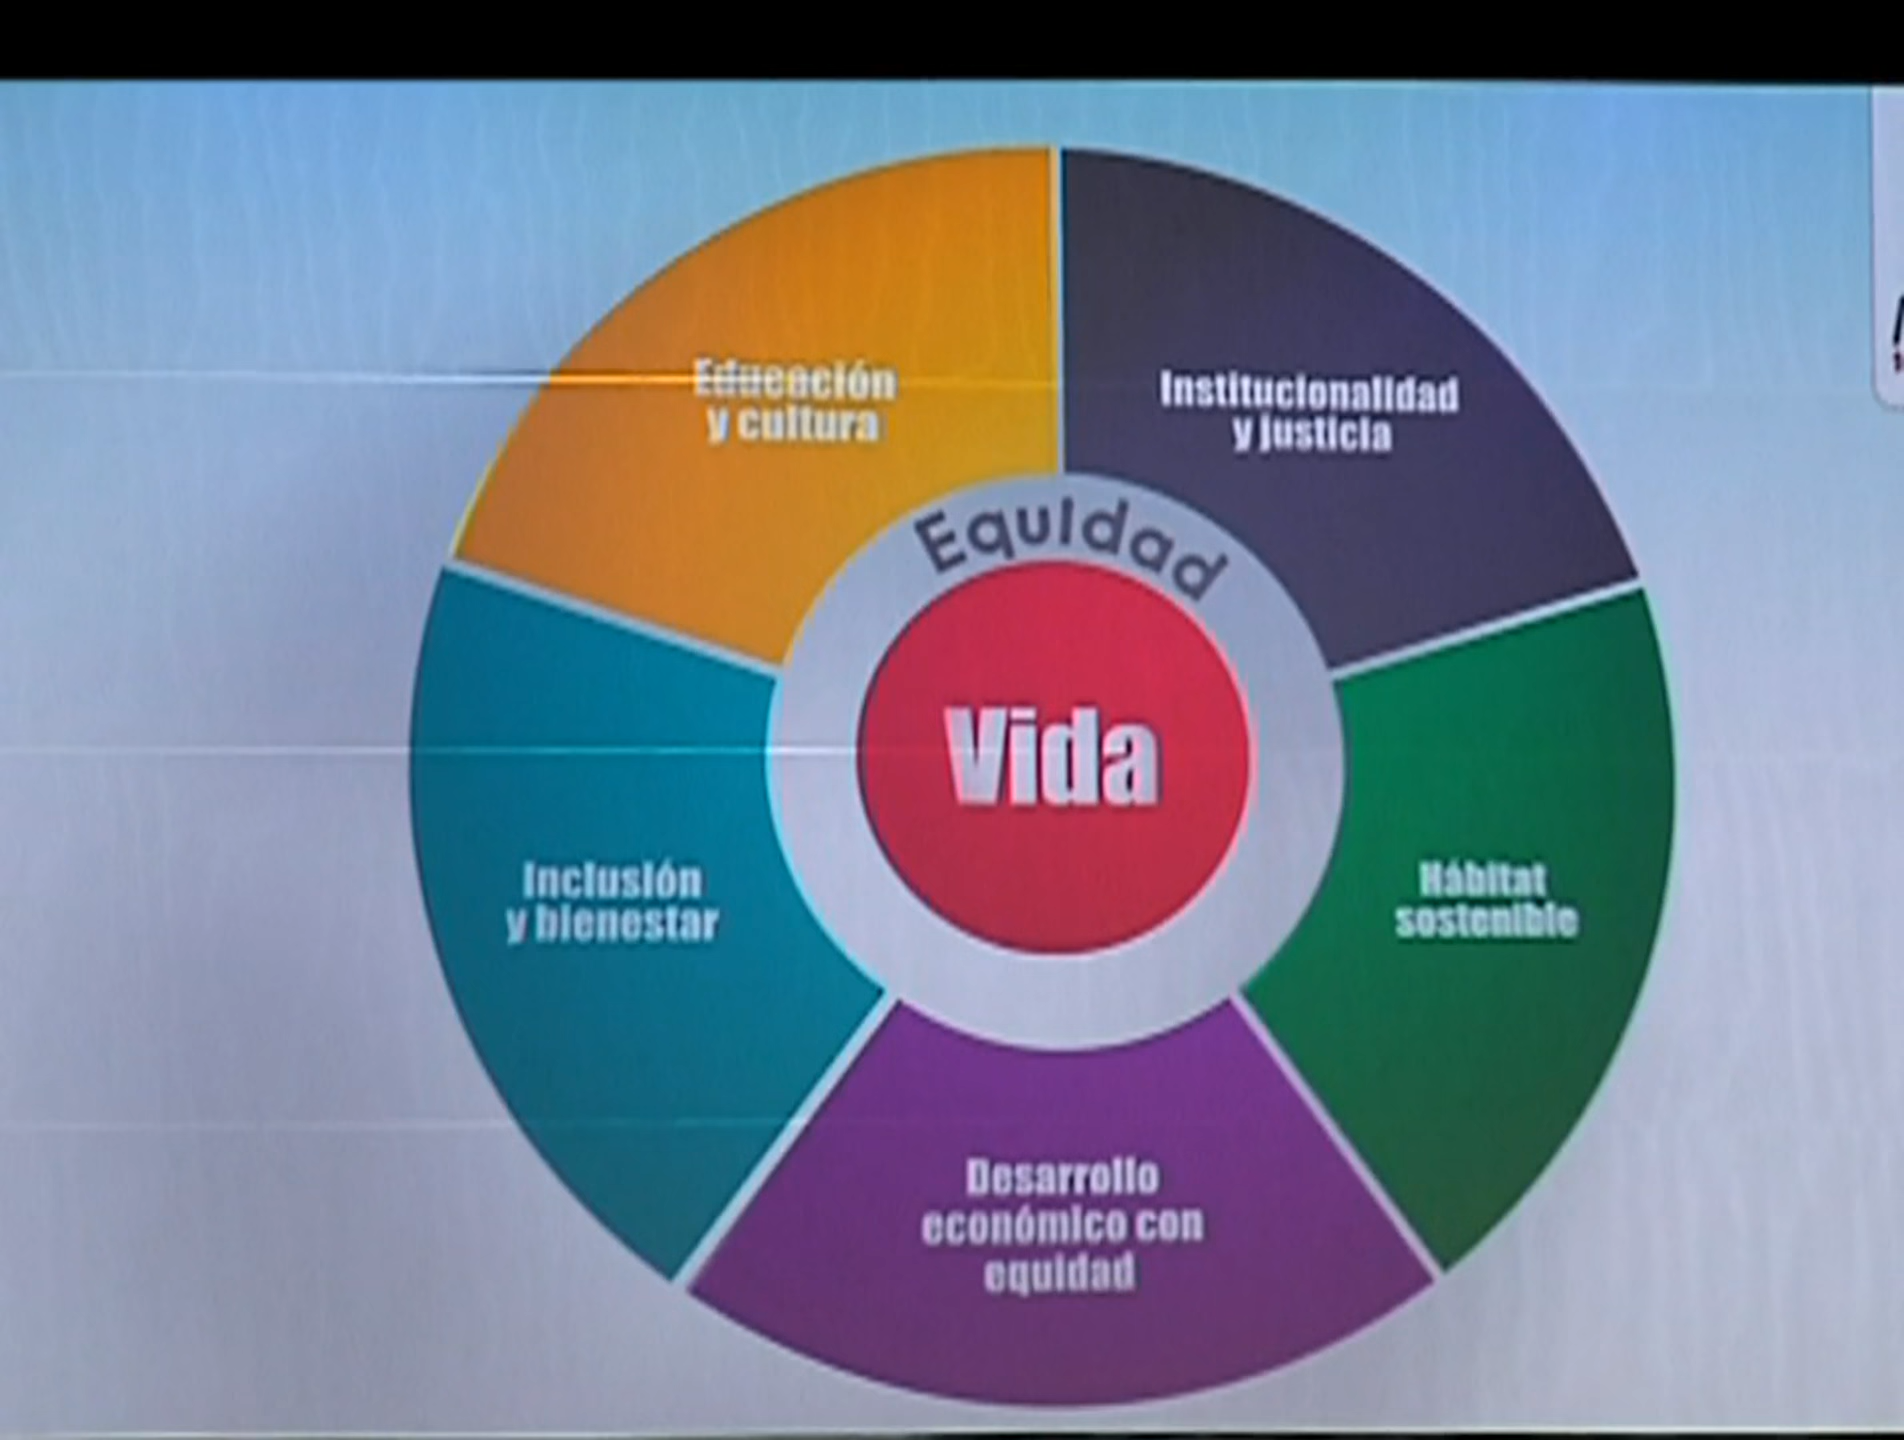 Educación
y cultura
Institucionalidad
y justicia
Equidad
Vida
Inclusión
y bienestar
Hábitat
sostenible
Desarrollo
económico con
equidad